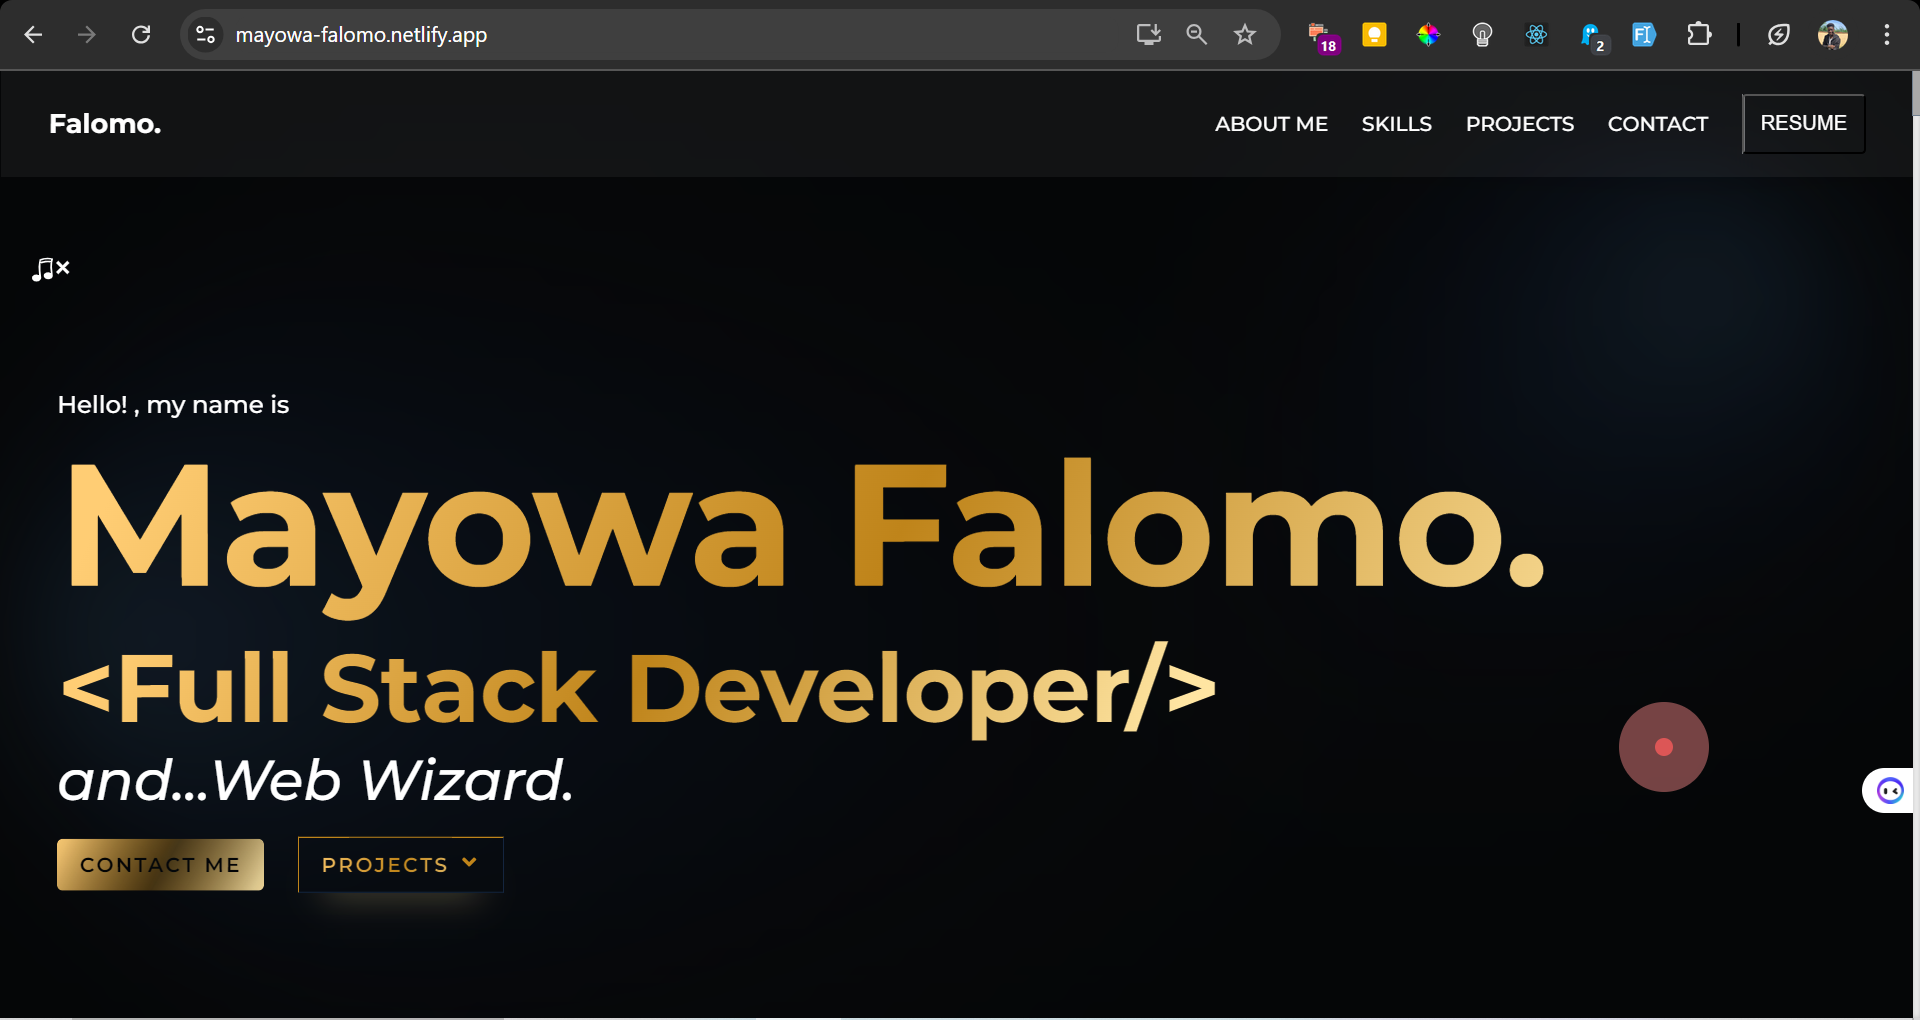 mayowa-falomo.netlify.app
18
2
Falomo.
ABOUT ME SKILLS PROJECTS CONTACT RESUME
Hello! , my name is
Mayowa Falomo.
<Full Stack Developer/>
and...Web Wizard.
CONTACT ME PROJECTS